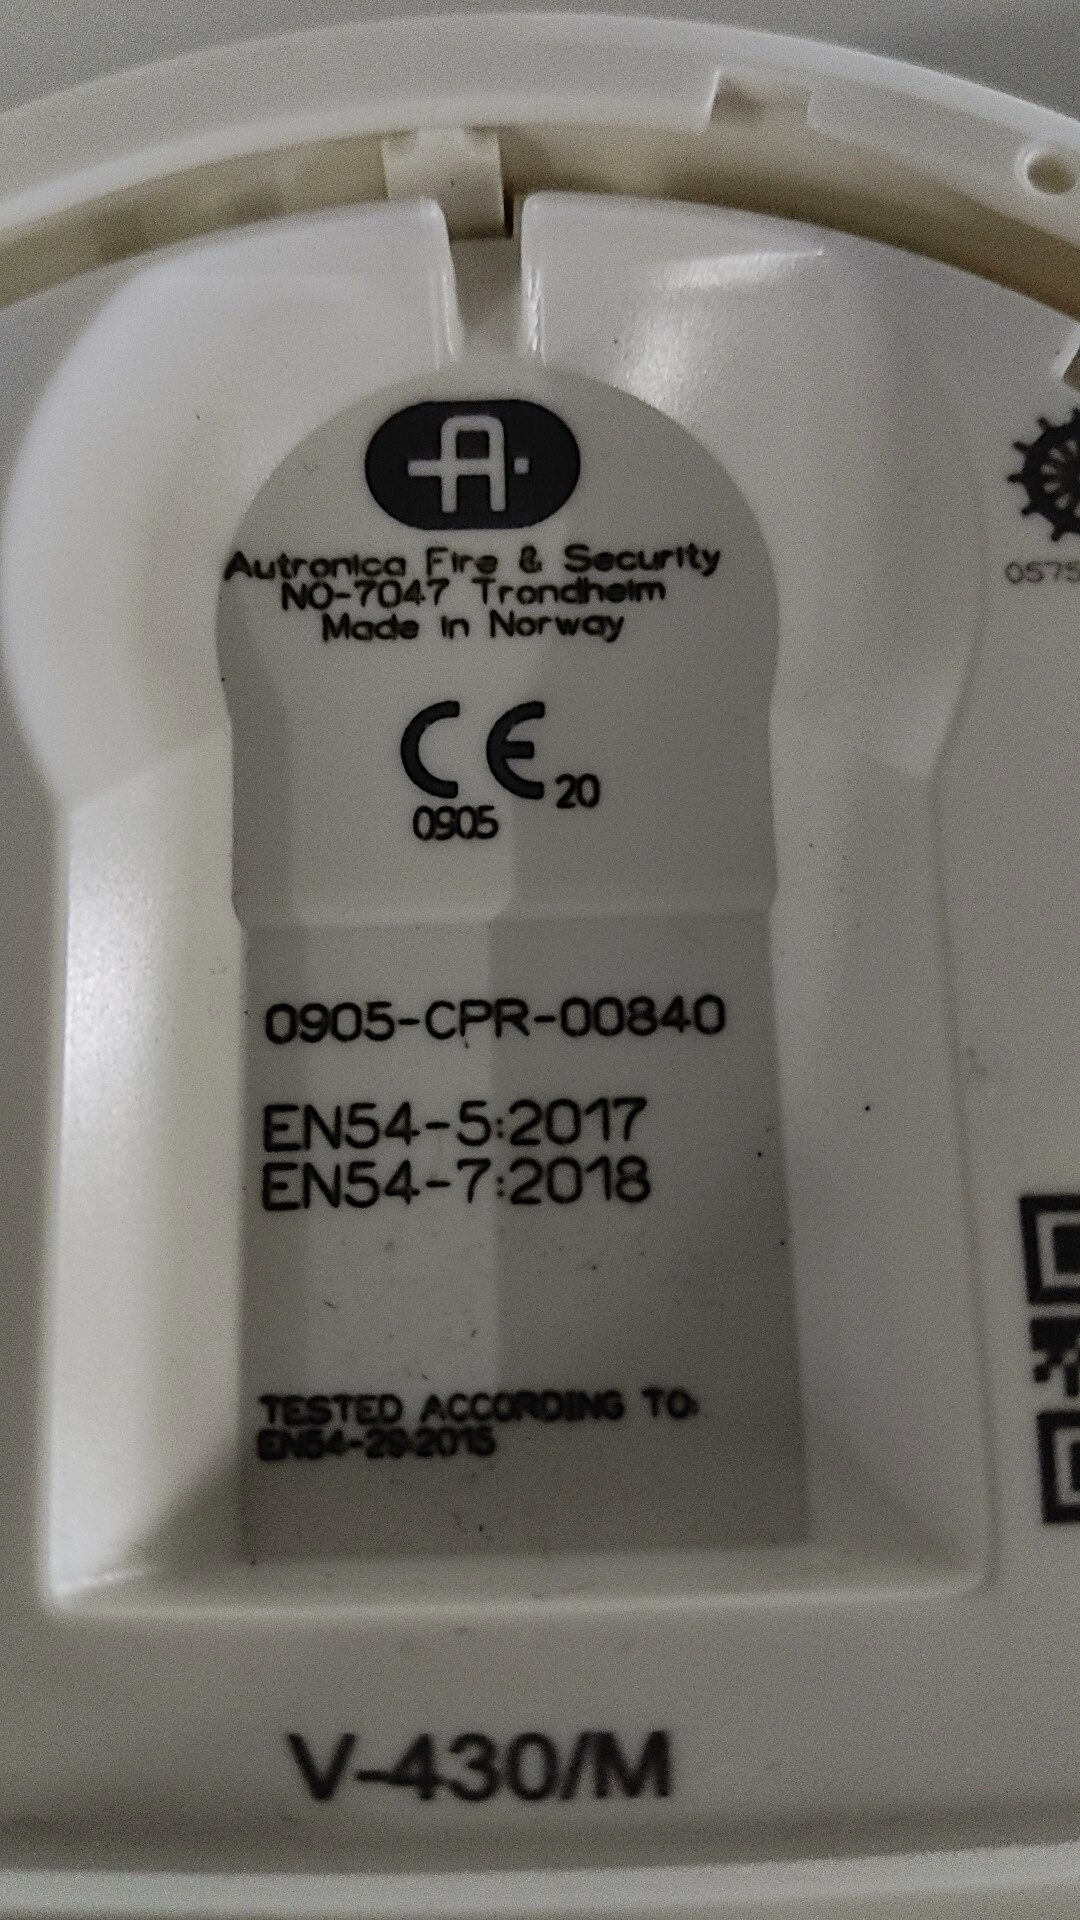 Autronica Fire & Security
NO-7047 Trondheim
Made in Norway
CE 20
0905
0575
0905-CPR-00840
EN54-5:2017
EN54-7:2018
TESTED ACCORDING TO:
EN54-29:2015
V-430/M